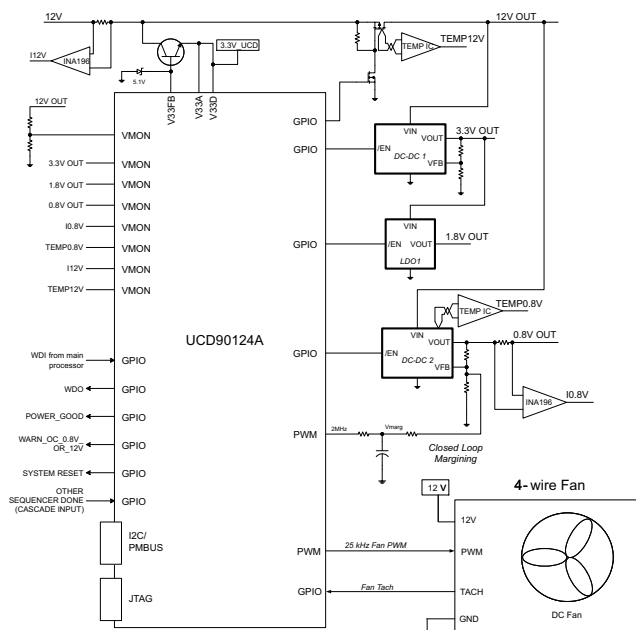 12V
12V OUT
I12V
INA196
3.3V_UCD
TEMP IC
TEMP12V
5.1V
V33FB
V33A
V33D
12V OUT
GPIO
VIN
VOUT
3.3V OUT
/EN
DC-DC 1
VFB
GPIO
VMON
3.3V OUT
VMON
1.8V OUT
VMON
0.8V OUT
VMON
I0.8V
VMON
TEMP0.8V
VMON
I12V
VMON
TEMP12V
VMON
GPIO
VIN
/EN
VOUT
1.8V OUT
LDO1
UCD90124A
TEMP IC
TEMP0.8V
VIN
VOUT
0.8V OUT
/EN
VFB
DC-DC 2
GPIO
INA196
I0.8V
WDI from main
processor
GPIO
WDO
GPIO
POWER_GOOD
GPIO
WARN_OC_0.8V_
OR_12V
GPIO
SYSTEM RESET
GPIO
OTHER
SEQUENCER DONE
(CASCADE INPUT)
GPIO
PWM
2MHz
Vmarg
Closed Loop
Margining
I2C/
PMBUS
JTAG
4- wire Fan
12 V
12V
PWM
25 kHz Fan PWM
PWM
GPIO
Fan Tach
TACH
GND
DC Fan